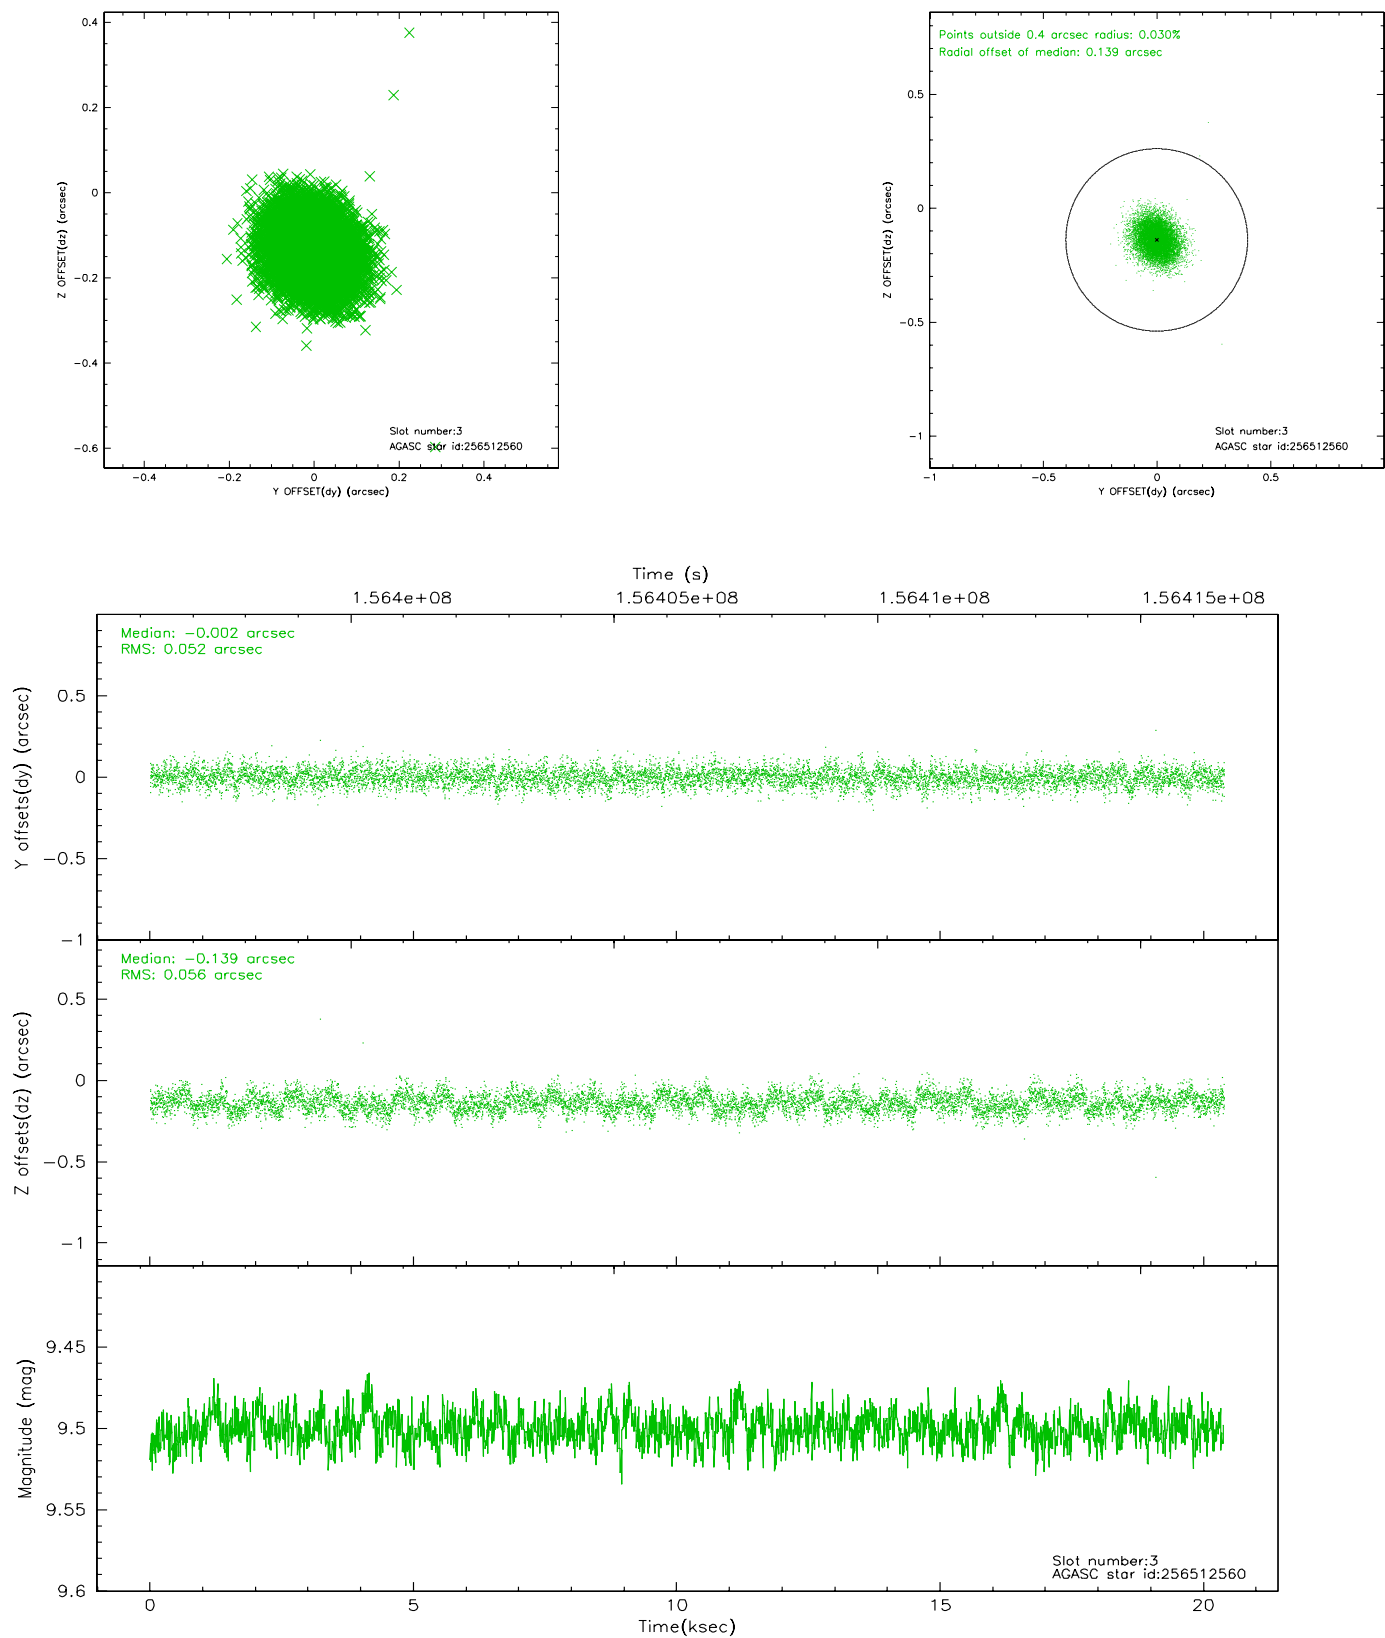 0.4
0.2
0
-0.2
-0.4
-0.6
Z OFFSET(dz) (arcsec)
Slot number:3
AGASC star id:256512560
-0.4
-0.2
0
0.2
0.4
Y OFFSET(dy) (arcsec)
Points outside 0.4 arcsec radius: 0.030%
Radial offset of median: 0.139 arcsec
0.5
0
-0.5
-1
Z OFFSET(dz) (arcsec)
Slot number:3
AGASC star id:256512560
-1
-0.5
0
0.5
Y OFFSET(dy) (arcsec)
Time (s)
1.564e+08
1.56405e+08
1.5641e+08
1.56415e+08
Median: -0.002 arcsec
RMS: 0.052 arcsec
0.5
0
-0.5
-1
Y offsets(dy) (arcsec)
Median: -0.139 arcsec
RMS: 0.056 arcsec
0.5
0
-0.5
-1
Z offsets(dz) (arcsec)
9.45
9.5
9.55
9.6
Magnitude (mag)
Slot number:3
AGASC star id:256512560
0
5
10
15
20
Time(ksec)